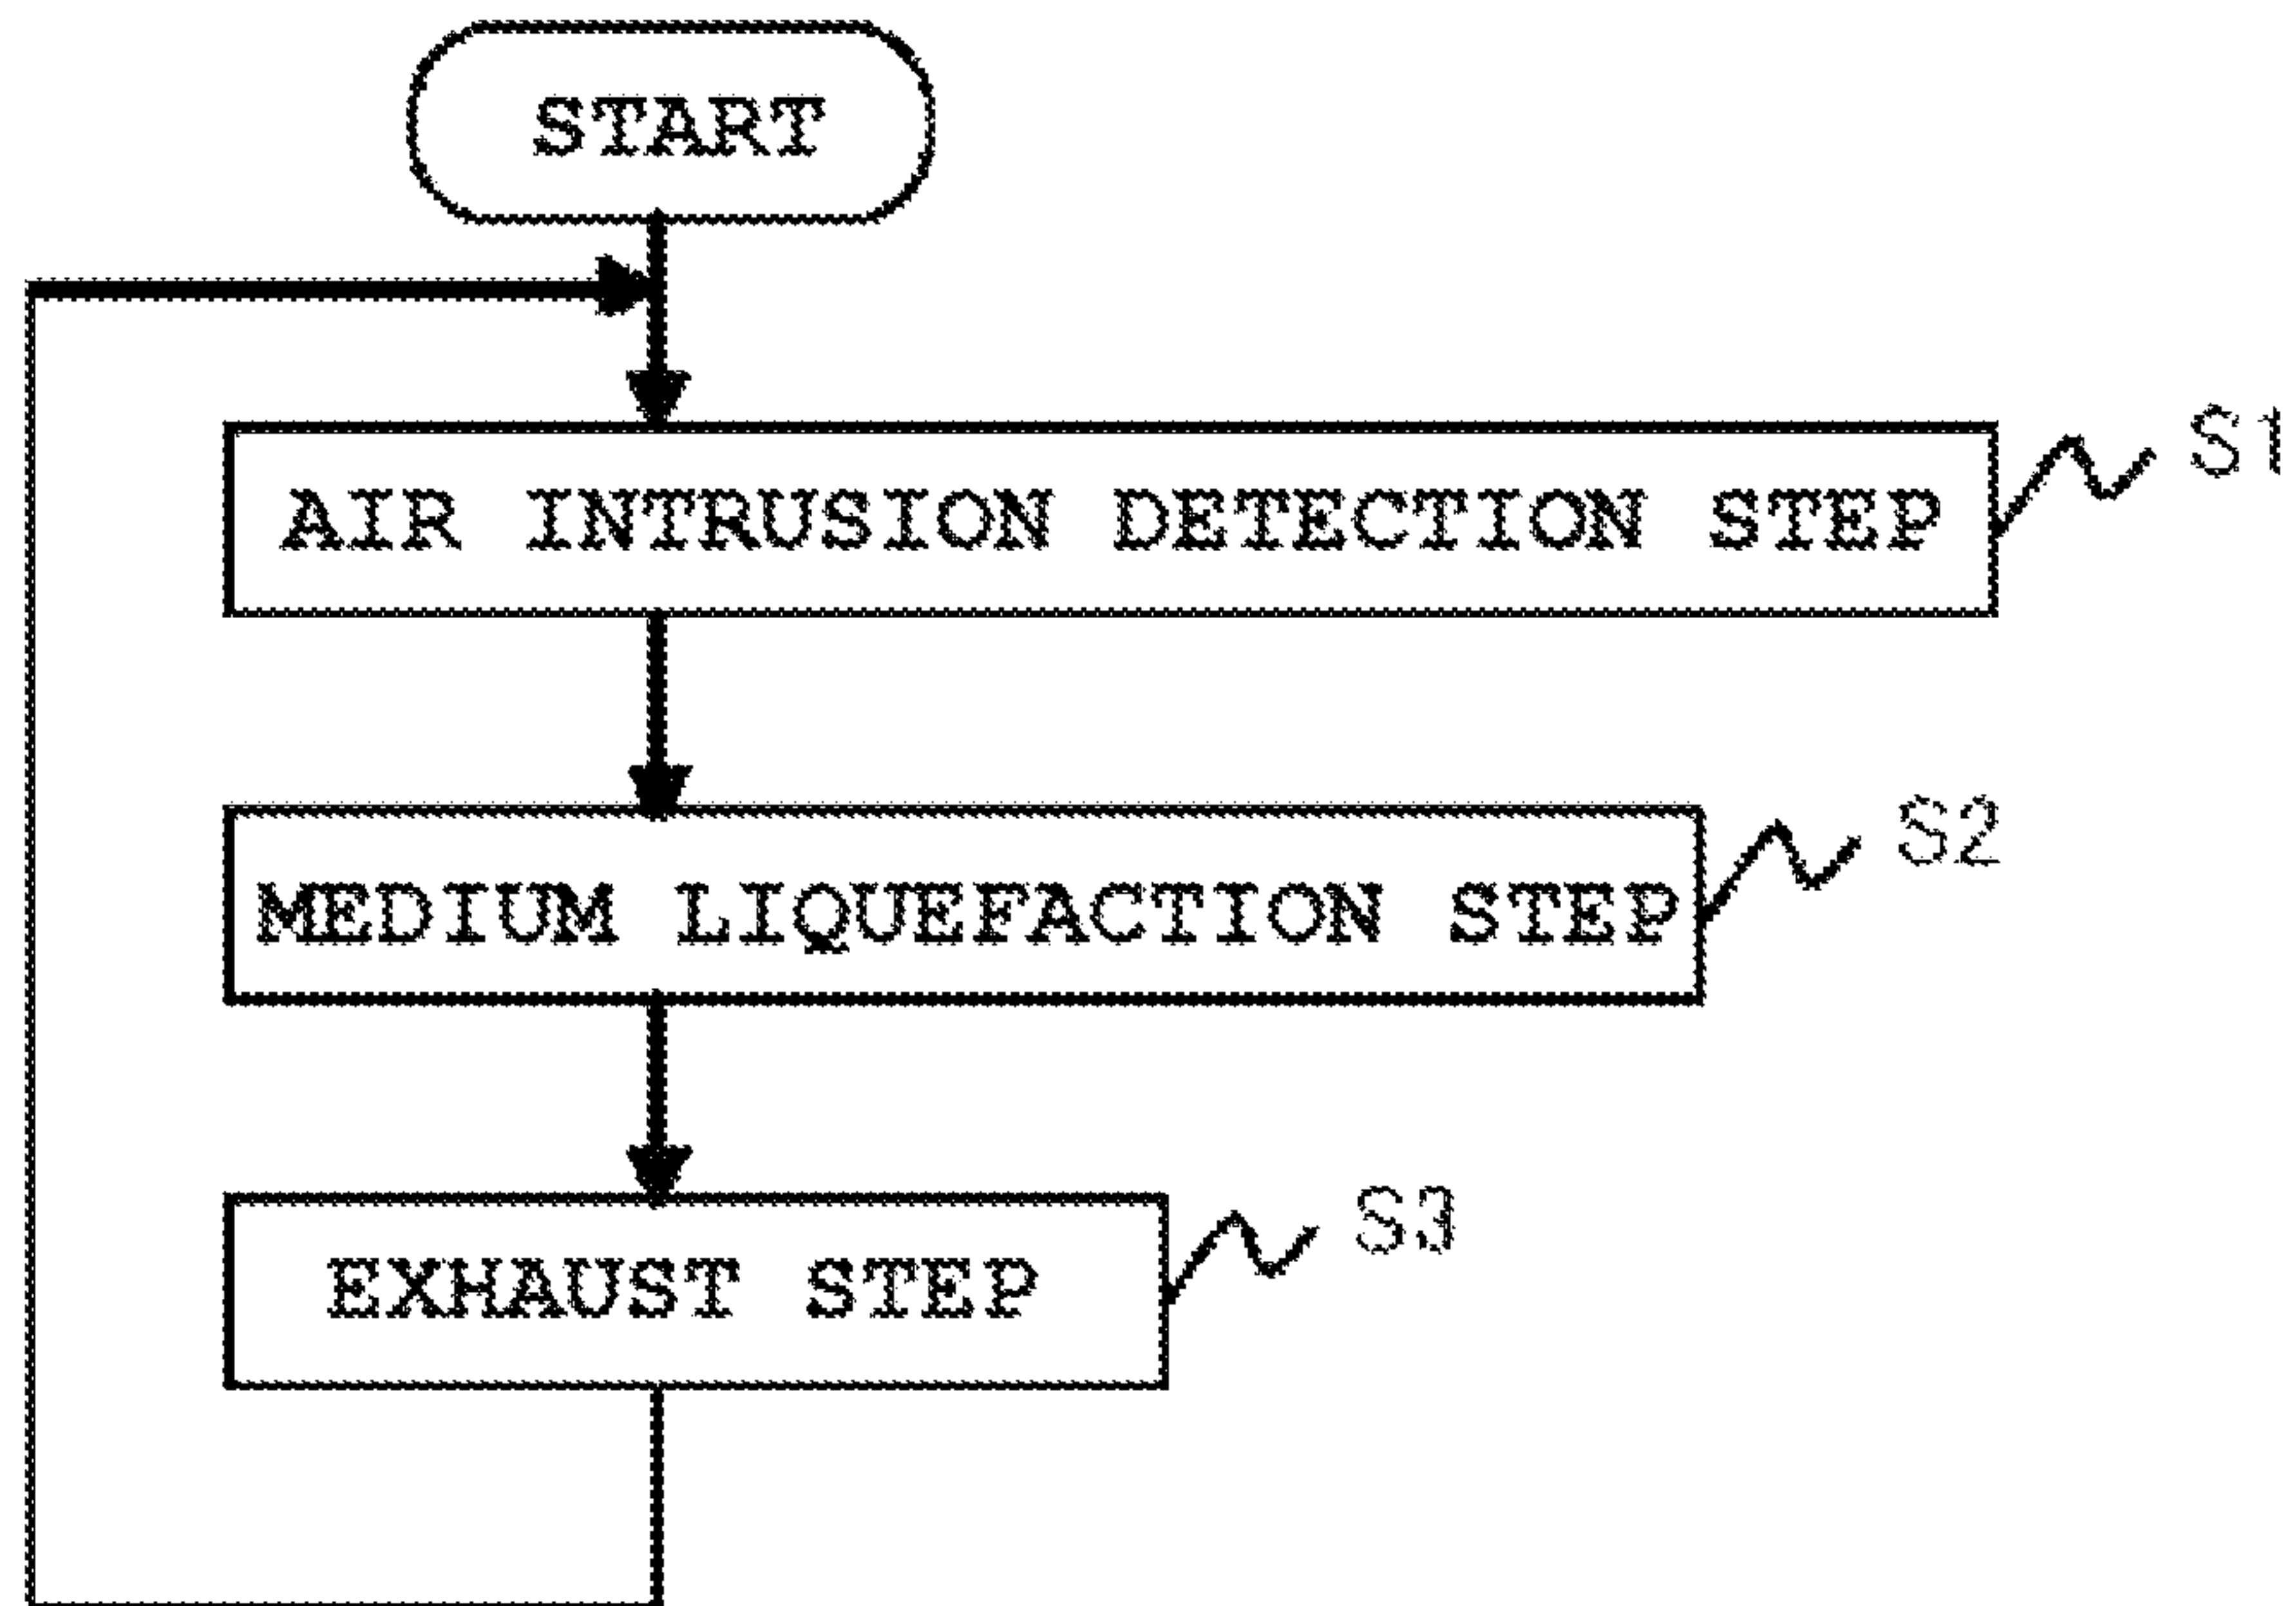 START
AIR INTRUSION DETECTION STEP
S1
MEDIUM LIQUEFACTION STEP
S2
EXHAUST STEP
S3